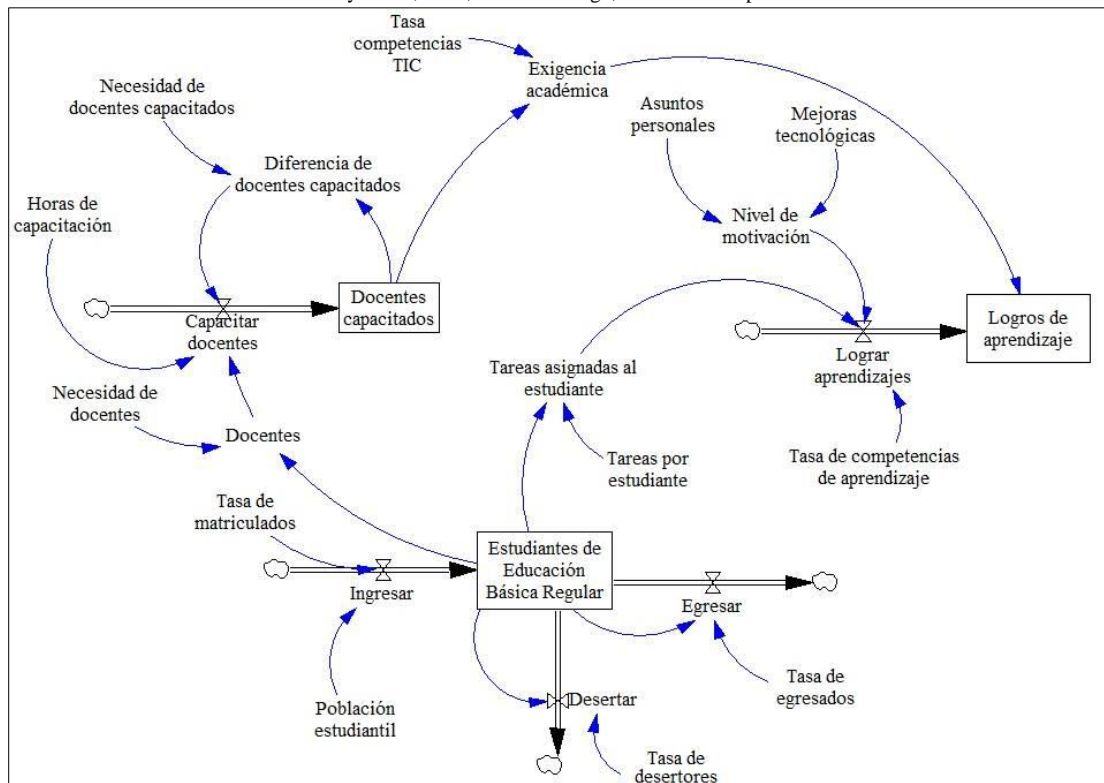 Tasa
competencias
TIC
Exigencia
académica
Necesidad de
docentes capacitados
Asuntos
personales
Mejoras
tecnológicas
Diferencia de
docentes capacitados
Horas de
capacitación
Nivel de
motivación
Docentes
capacitados
Capacitar
docentes
Logros de
aprendizaje
Lograr
aprendizajes
Tareas asignadas al
estudiante
Necesidad de
docentes
Docentes
Tareas por
estudiante
Tasa de competencias
de aprendizaje
Tasa de
matriculados
Estudiantes de
Educación
Básica Regular
Ingresar
Egresar
Población
estudiantil
Desertar
Tasa de
egresados
Tasa de
desertores